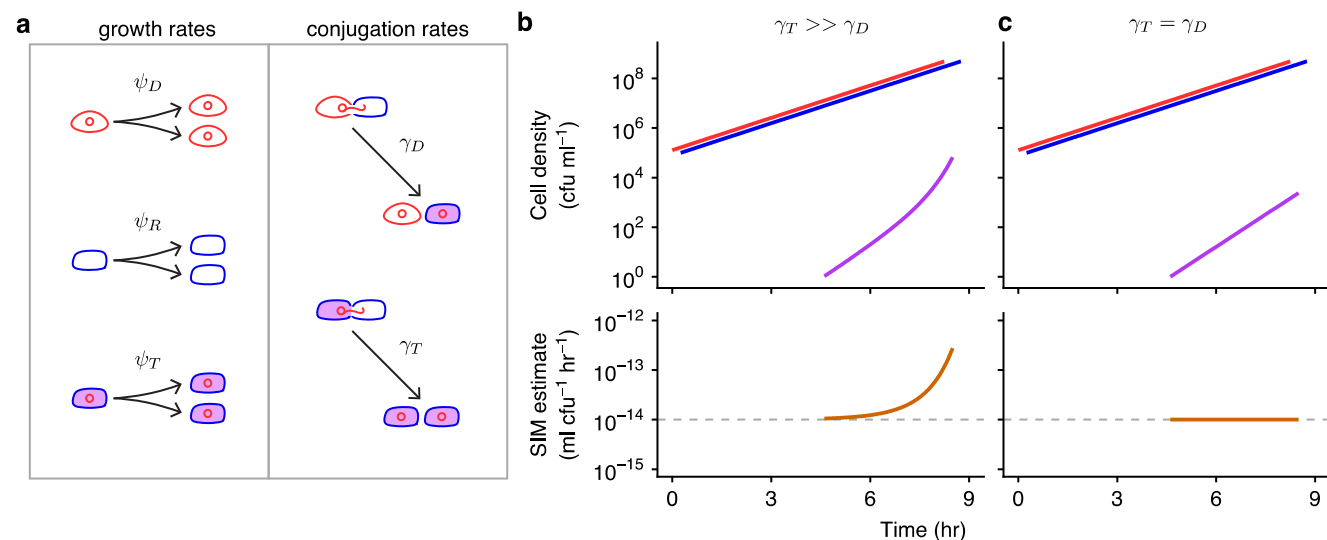 a
growth rates
conjugation rates
ψ_D
γ_D
ψ_R
ψ_T
γ_T
b
γ_T >> γ_D
Cell density
(cfu ml⁻¹)
10⁸
10⁶
10⁴
10²
10⁰
SIM estimate
(ml cfu⁻¹ hr⁻¹)
10⁻¹²
10⁻¹³
10⁻¹⁴
10⁻¹⁵
0 3 6 9
c
γ_T = γ_D
0 3 6 9
Time (hr)